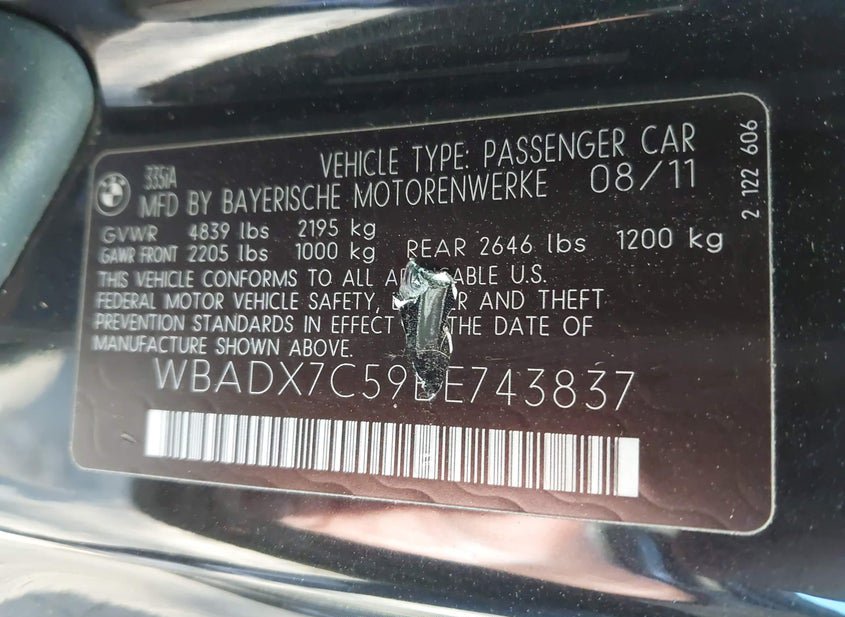 335iA VEHICLE TYPE: PASSENGER CAR
MFD BY BAYERISCHE MOTORENWERKE 08/11
GVWR 4839 lbs 2195 kg
GAWR FRONT 2205 lbs 1000 kg REAR 2646 lbs 1200 kg
THIS VEHICLE CONFORMS TO ALL U.S.
FEDERAL MOTOR VEHICLE SAFETY, AND THEFT
PREVENTION STANDARDS IN EFFECT THE DATE OF
MANUFACTURE SHOWN ABOVE.
WBADX7C59BE743837
2 122 606